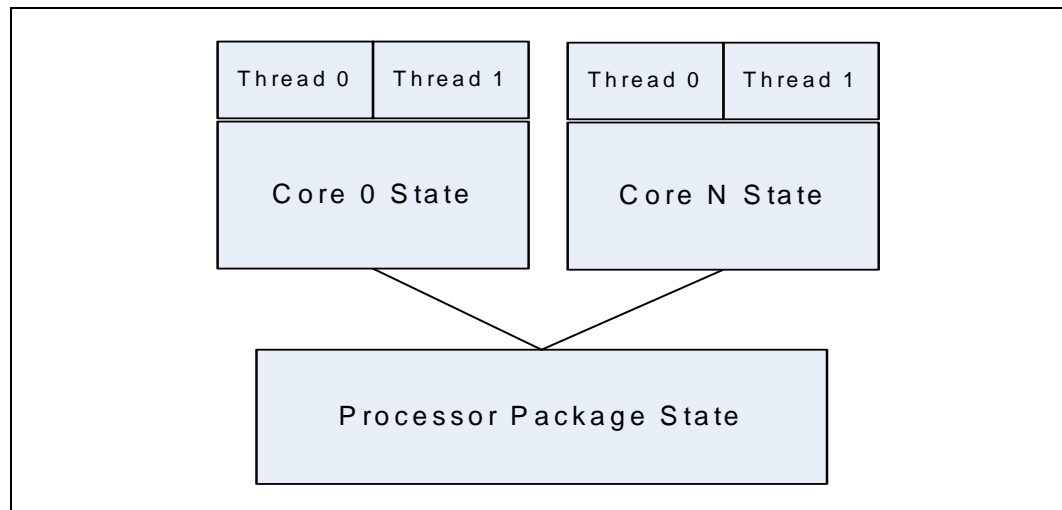 Thread 0
Thread 1
Thread 0
Thread 1
Core 0 State
Core N State
Processor Package State